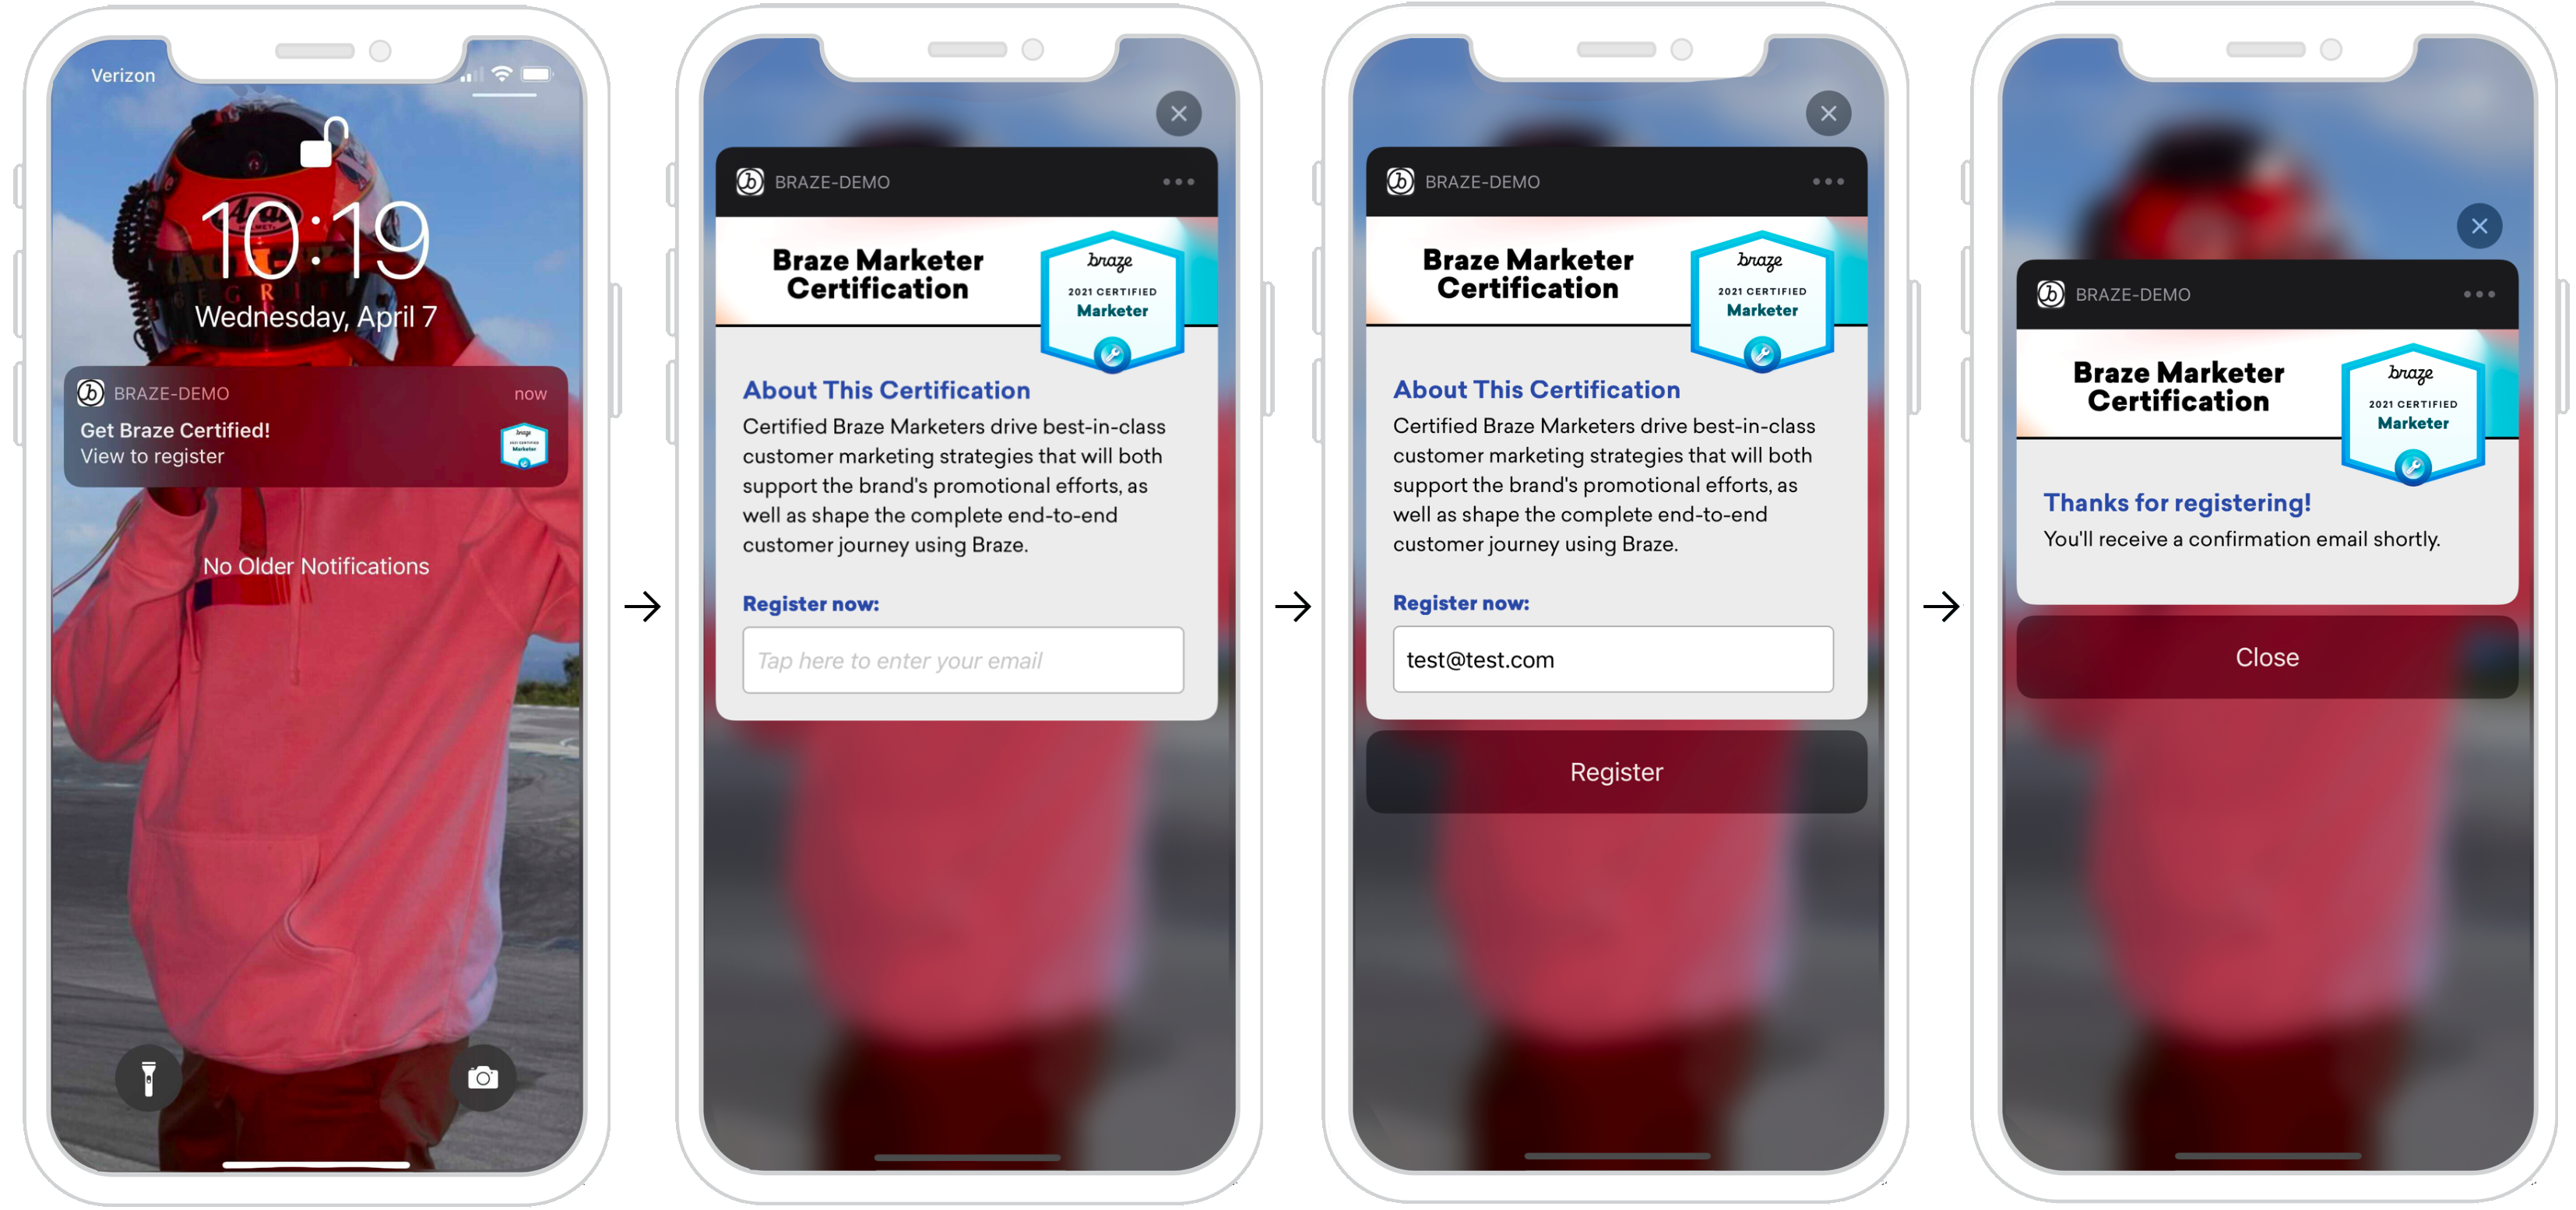 Verizon
Arai
10:19
Wednesday, April 7
BRAZE-DEMO
now
Get Braze Certified!
View to register
braze
2021 CERTIFIED
Marketer
No Older Notifications
BRAZE-DEMO
Braze Marketer
Certification
braze
2021 CERTIFIED
Marketer
About This Certification
Certified Braze Marketers drive best-in-class
customer marketing strategies that will both
support the brand's promotional efforts, as
well as shape the complete end-to-end
customer journey using Braze.
Register now:
Tap here to enter your email
BRAZE-DEMO
Braze Marketer
Certification
braze
2021 CERTIFIED
Marketer
About This Certification
Certified Braze Marketers drive best-in-class
customer marketing strategies that will both
support the brand's promotional efforts, as
well as shape the complete end-to-end
customer journey using Braze.
Register now:
test@test.com
Register
BRAZE-DEMO
Braze Marketer
Certification
braze
2021 CERTIFIED
Marketer
Thanks for registering!
You'll receive a confirmation email shortly.
Close